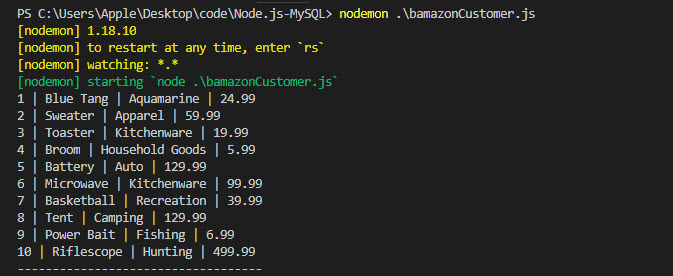 PS C:\Users\Apple\Desktop\code\Node.js-MySQL> nodemon .\bamazonCustomer.js
[nodemon] 1.18.10
[nodemon] to restart at any time, enter `rs`
[nodemon] watching: *.*
[nodemon] starting `node .\bamazonCustomer.js`
1 | Blue Tang | Aquamarine | 24.99
2 | Sweater | Apparel | 59.99
3 | Toaster | Kitchenware | 19.99
4 | Broom | Household Goods | 5.99
5 | Battery | Auto | 129.99
6 | Microwave | Kitchenware | 99.99
7 | Basketball | Recreation | 39.99
8 | Tent | Camping | 129.99
9 | Power Bait | Fishing | 6.99
10 | Riflescope | Hunting | 499.99
-----------------------------------